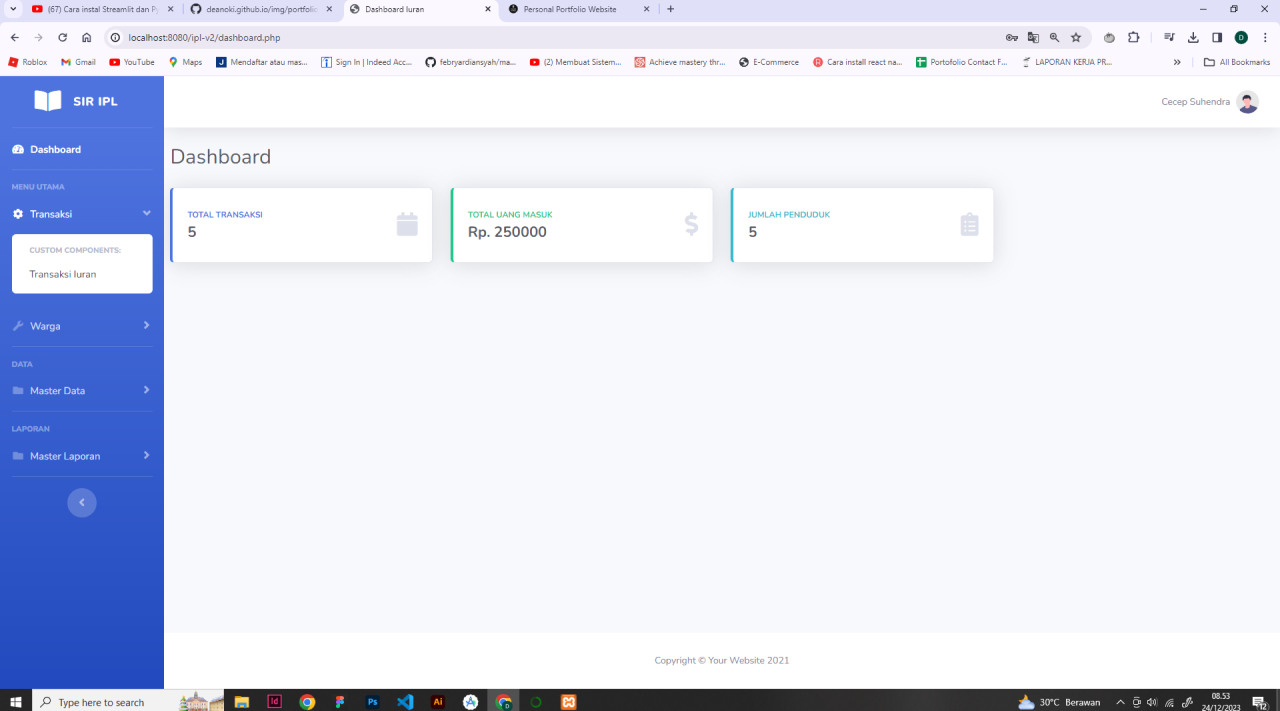 (67) Cara instal Streamlit dan Py
deanoki.github.io/img/portfolio
Dashboard Iuran
Personal Portfolio Website
localhost:8080/ipl-v2/dashboard.php
Roblox
Gmail
YouTube
Maps
Mendaftar atau mas...
Sign In | Indeed Acc...
febryardiansyah/ma...
(2) Membuat Sistem...
Achieve mastery thr...
E-Commerce
Cara install react na...
Portofolio Contact F...
LAPORAN KERJA PR...
All Bookmarks
SIR IPL
Cecep Suhendra
Dashboard
MENU UTAMA
Transaksi
CUSTOM COMPONENTS:
Transaksi Iuran
Warga
DATA
Master Data
LAPORAN
Master Laporan
Dashboard
TOTAL TRANSAKSI
5
TOTAL UANG MASUK
Rp. 250000
JUMLAH PENDUDUK
5
Copyright © Your Website 2021
Type here to search
30°C Berawan
08.53
24/12/2023
12